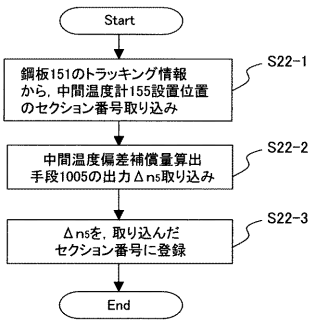 Start
鋼板151のトラッキング情報
から，中間温度計155設置位置
のセクション番号取り込み
S22-1
中間温度偏差補償量算出
手段1005の出力Δn5取り込み
S22-2
Δn5を，取り込んだ
セクション番号に登録
S22-3
End